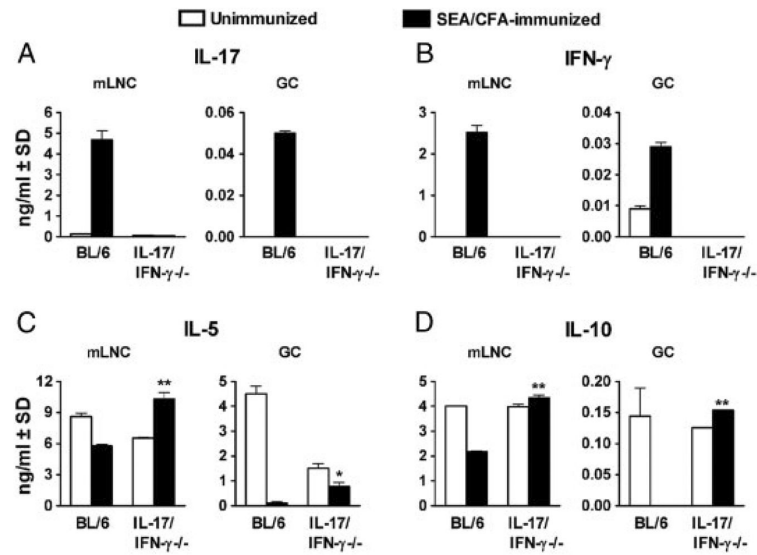 Unimmunized SEA/CFA-immunized
A IL-17
mLNC GC
ng/ml ± SD
6
5
4
3
2
1
0
0.06
0.04
0.02
0.00
BL/6 IL-17/
IFN-γ-/-
BL/6 IL-17/
IFN-γ-/-
B IFN-γ
mLNC GC
3
2
1
0
0.04
0.03
0.02
0.01
0.00
BL/6 IL-17/
IFN-γ-/-
BL/6 IL-17/
IFN-γ-/-
C IL-5
mLNC GC
ng/ml ± SD
12
9
6
3
0
**
5
4
3
2
1
0
*
BL/6 IL-17/
IFN-γ-/-
BL/6 IL-17/
IFN-γ-/-
D IL-10
mLNC GC
5
4
3
2
1
0
**
0.20
0.15
0.10
0.05
0.00
**
BL/6 IL-17/
IFN-γ-/-
BL/6 IL-17/
IFN-γ-/-